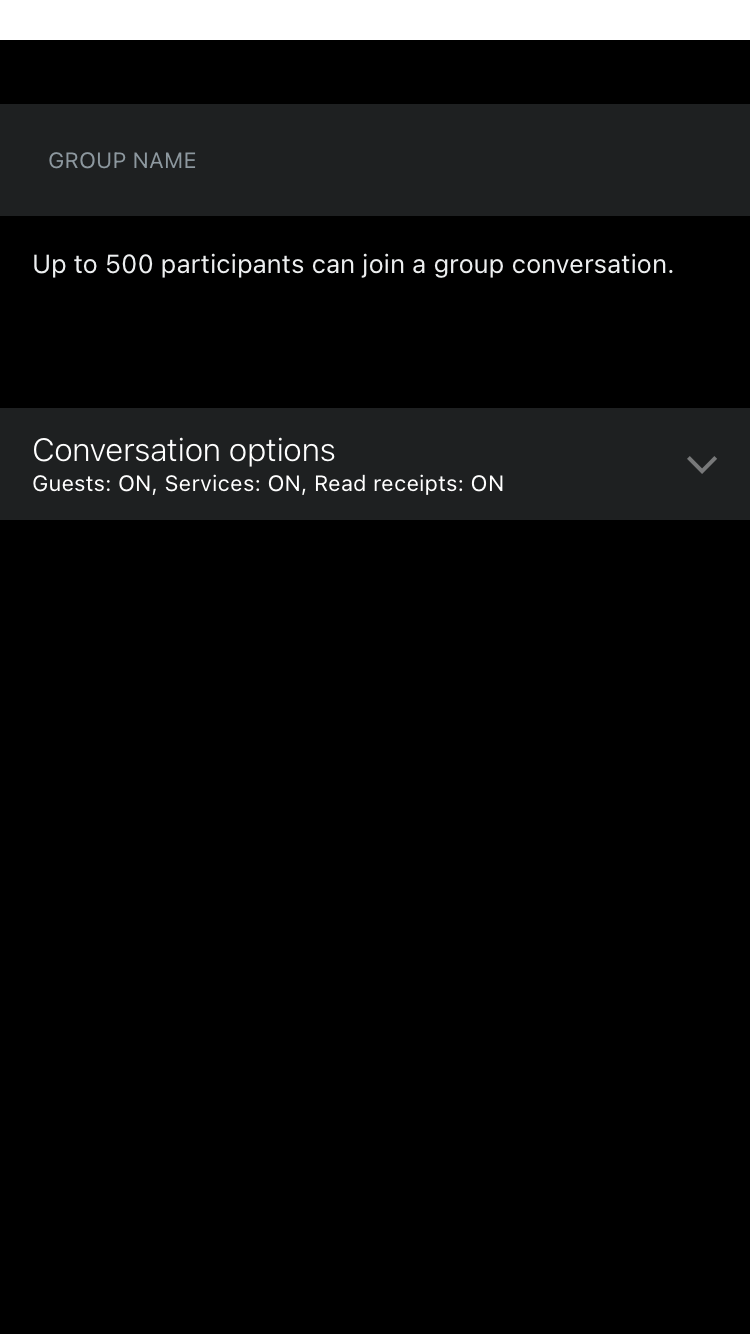 GROUP NAME
Up to 500 participants can join a group conversation.
Conversation options
Guests: ON, Services: ON, Read receipts: ON